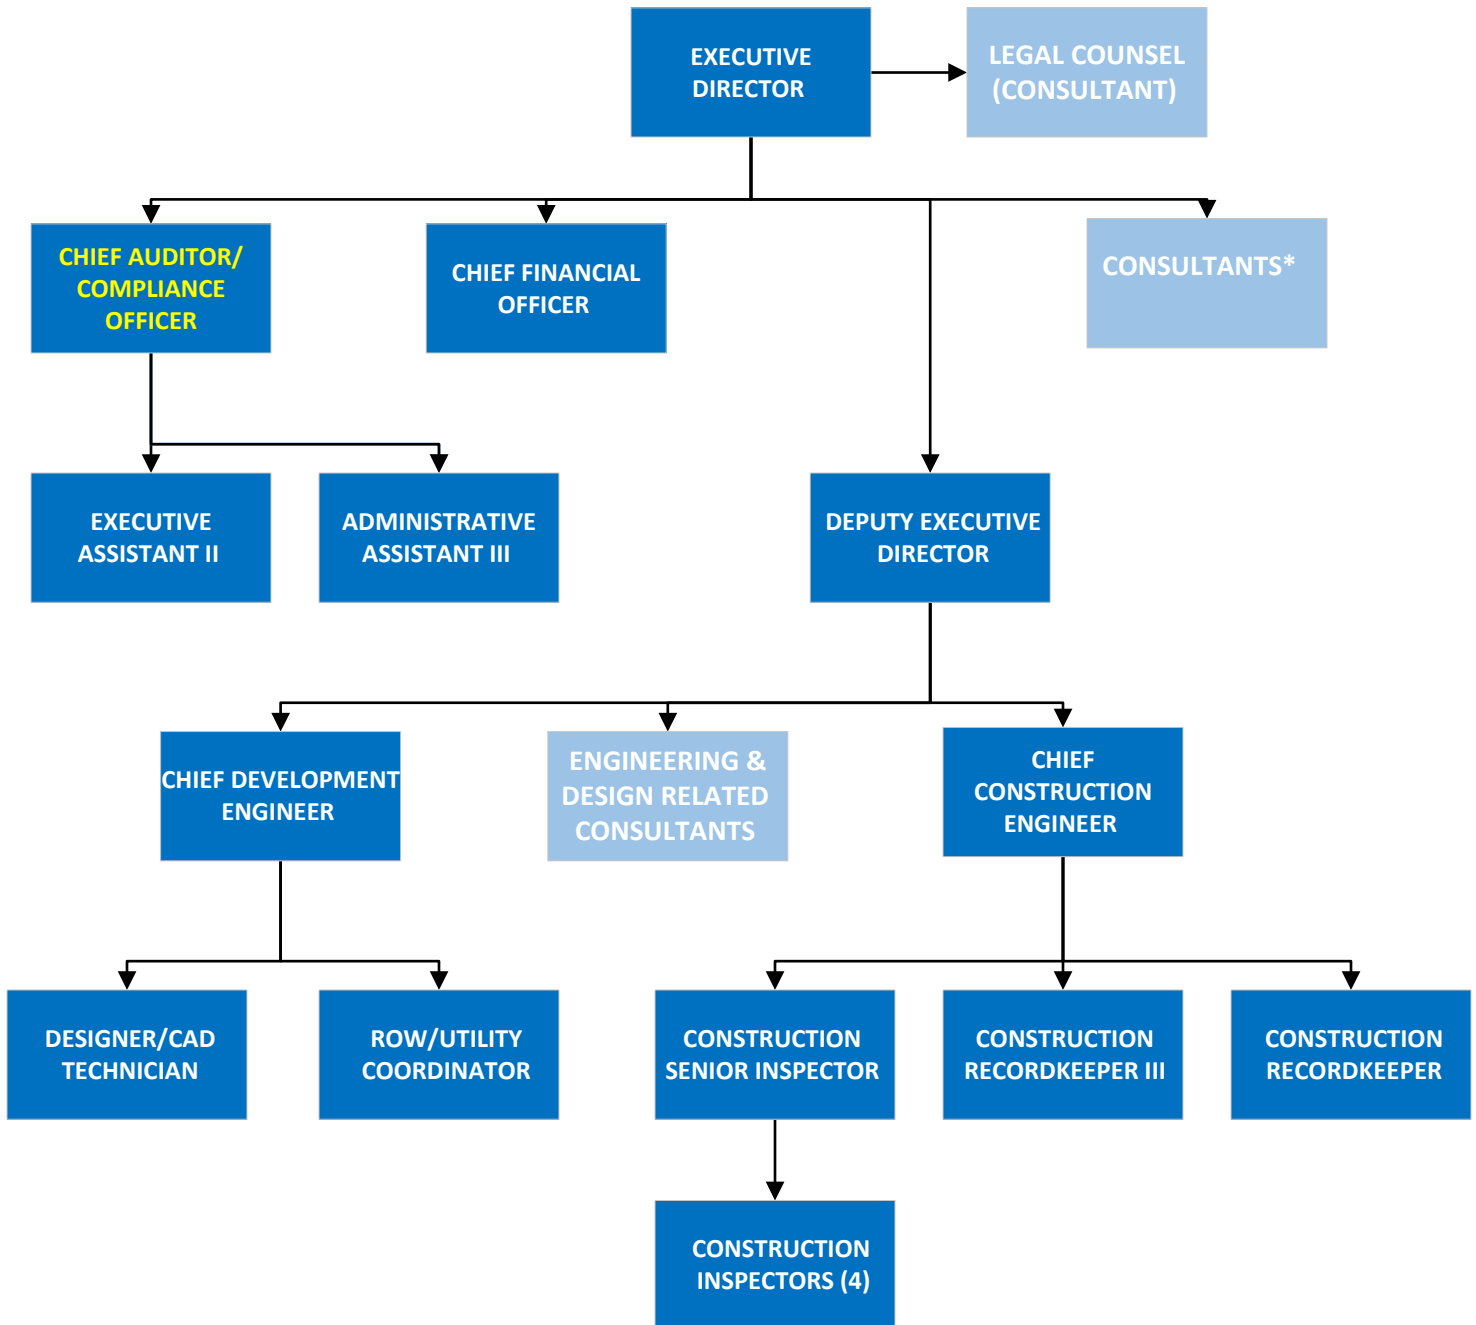 EXECUTIVE
DIRECTOR
LEGAL COUNSEL
(CONSULTANT)
CHIEF AUDITOR/
COMPLIANCE
OFFICER
CHIEF FINANCIAL
OFFICER
CONSULTANTS*
EXECUTIVE
ASSISTANT II
ADMINISTRATIVE
ASSISTANT III
DEPUTY EXECUTIVE
DIRECTOR
CHIEF DEVELOPMENT
ENGINEER
ENGINEERING &
DESIGN RELATED
CONSULTANTS
CHIEF
CONSTRUCTION
ENGINEER
DESIGNER/CAD
TECHNICIAN
ROW/UTILITY
COORDINATOR
CONSTRUCTION
SENIOR INSPECTOR
CONSTRUCTION
RECORDKEEPER III
CONSTRUCTION
RECORDKEEPER
CONSTRUCTION
INSPECTORS (4)